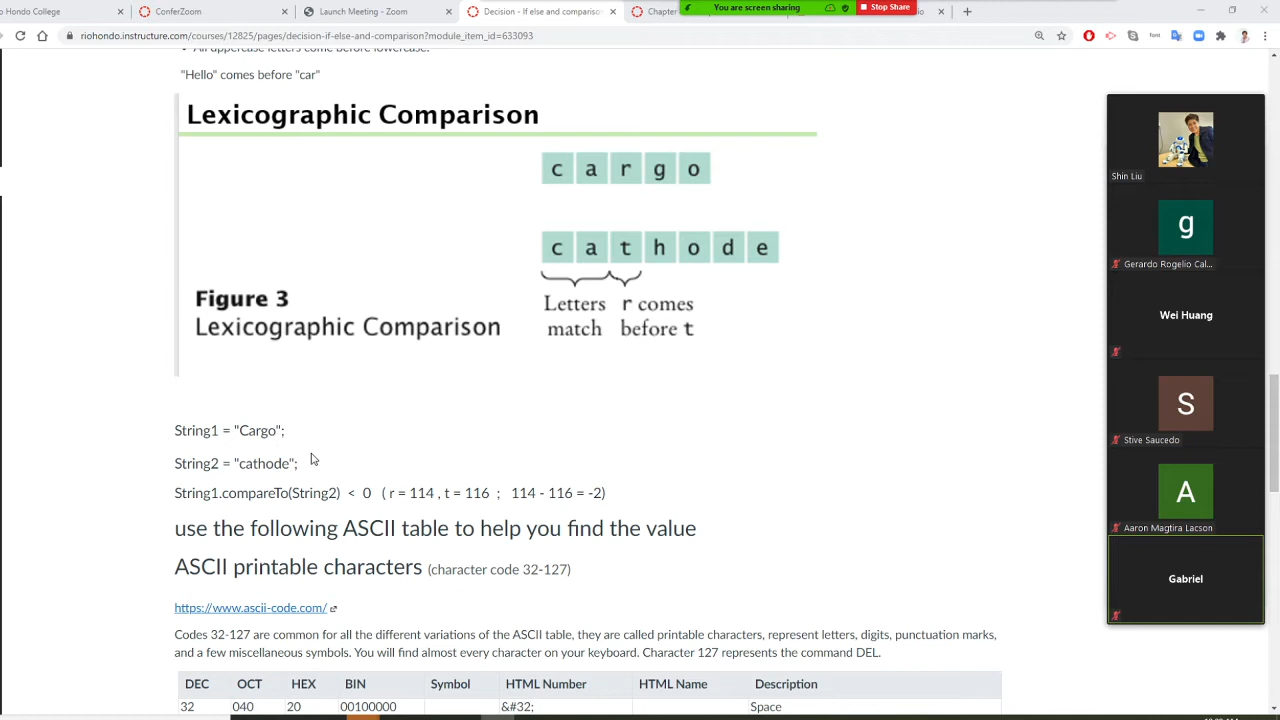 o Hondo College
ConferZoom
Launch Meeting - Zoom
Decision - If else and comparison
Chapter
You are screen sharing
Stop Share
riohondo.instructure.com/courses/12825/pages/decision-if-else-and-comparison?module_item_id=633093
All uppercase letters come before lowercase.
"Hello" comes before "car"
Lexicographic Comparison
c a r g o
c a t h o d e
Letters match
r comes before t
Figure 3
Lexicographic Comparison
String1 = "Cargo";
String2 = "cathode";
String1.compareTo(String2) < 0 ( r = 114 , t = 116 ; 114 - 116 = -2)
use the following ASCII table to help you find the value
ASCII printable characters (character code 32-127)
https://www.ascii-code.com/
Codes 32-127 are common for all the different variations of the ASCII table, they are called printable characters, represent letters, digits, punctuation marks,
and a few miscellaneous symbols. You will find almost every character on your keyboard. Character 127 represents the command DEL.
DEC OCT HEX BIN Symbol HTML Number HTML Name Description
32 040 20 00100000 &#32; Space
Shin Liu
g
Gerardo Rogelio Cal...
Wei Huang
S
Stive Saucedo
A
Aaron Magtira Lacson
Gabriel